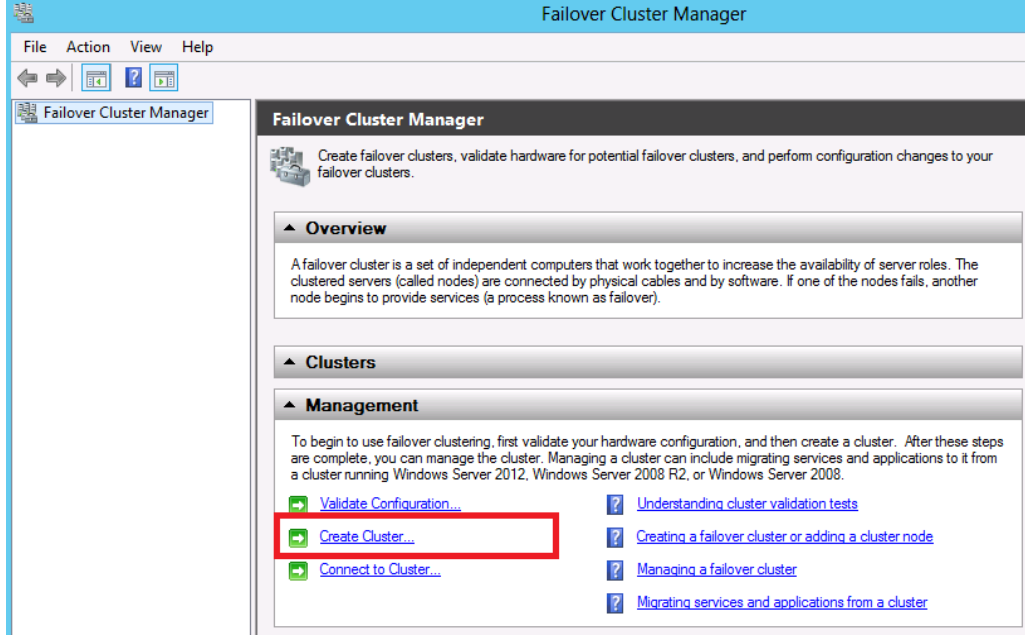 Failover Cluster Manager
File Action View Help
Failover Cluster Manager
Failover Cluster Manager
Create failover clusters, validate hardware for potential failover clusters, and perform configuration changes to your
failover clusters.
Overview
A failover cluster is a set of independent computers that work together to increase the availability of server roles. The
clustered servers (called nodes) are connected by physical cables and by software. If one of the nodes fails, another
node begins to provide services (a process known as failover).
Clusters
Management
To begin to use failover clustering, first validate your hardware configuration, and then create a cluster. After these steps
are complete, you can manage the cluster. Managing a cluster can include migrating services and applications to it from
a cluster running Windows Server 2012, Windows Server 2008 R2, or Windows Server 2008.
Validate Configuration...
Understanding cluster validation tests
Create Cluster...
Creating a failover cluster or adding a cluster node
Connect to Cluster...
Managing a failover cluster
Migrating services and applications from a cluster